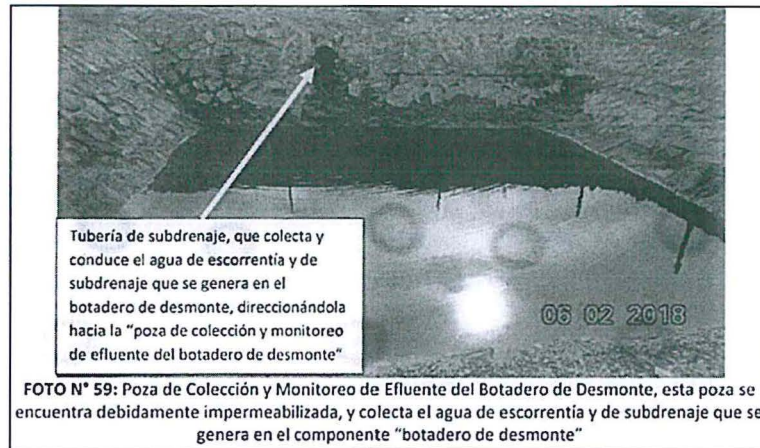 Tubería de subdrenaje, que colecta y
conduce el agua de escorrentía y de
subdrenaje que se genera en el
botadero de desmonte, direccionándola
hacia la "poza de colección y monitoreo
de efluente del botadero de desmonte"
06 02 2018
FOTO N° 59: Poza de Colección y Monitoreo de Efluente del Botadero de Desmonte, esta poza se
encuentra debidamente impermeabilizada, y colecta el agua de escorrentía y de subdrenaje que se
genera en el componente "botadero de desmonte"